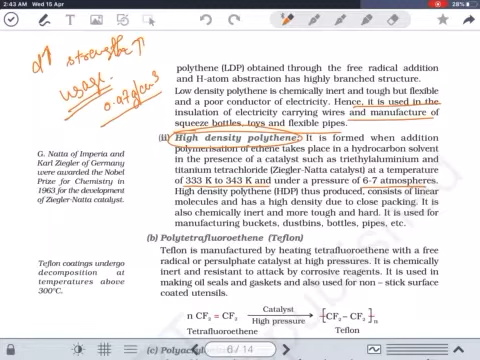 2:43 AM Wed 15 Apr
28%
d↑ strength ↑
usage
0.97g/cm³
polythene (LDP) obtained through the free radical addition
and H-atom abstraction has highly branched structure.
Low density polythene is chemically inert and tough but flexible
and a poor conductor of electricity. Hence, it is used in the
insulation of electricity carrying wires and manufacture of
squeeze bottles, toys and flexible pipes.
(ii) High density polythene: It is formed when addition
polymerisation of ethene takes place in a hydrocarbon solvent
in the presence of a catalyst such as triethylaluminium and
titanium tetrachloride (Ziegler-Natta catalyst) at a temperature
of 333 K to 343 K and under a pressure of 6-7 atmospheres.
High density polythene (HDP) thus produced, consists of linear
molecules and has a high density due to close packing. It is
also chemically inert and more tough and hard. It is used for
manufacturing buckets, dustbins, bottles, pipes, etc.
G. Natta of Imperia and
Karl Ziegler of Germany
were awarded the Nobel
Prize for Chemistry in
1963 for the development
of Ziegler-Natta catalyst.
(b) Polytetrafluoroethene (Teflon)
Teflon is manufactured by heating tetrafluoroethene with a free
radical or persulphate catalyst at high pressures. It is chemically
inert and resistant to attack by corrosive reagents. It is used in
making oil seals and gaskets and also used for non – stick surface
coated utensils.
Teflon coatings undergo
decomposition at
temperatures above
300°C.
n CF₂ = CF₂ Catalyst High pressure [CF₂ – CF₂]n
Tetrafluoroethene Teflon
6 / 14